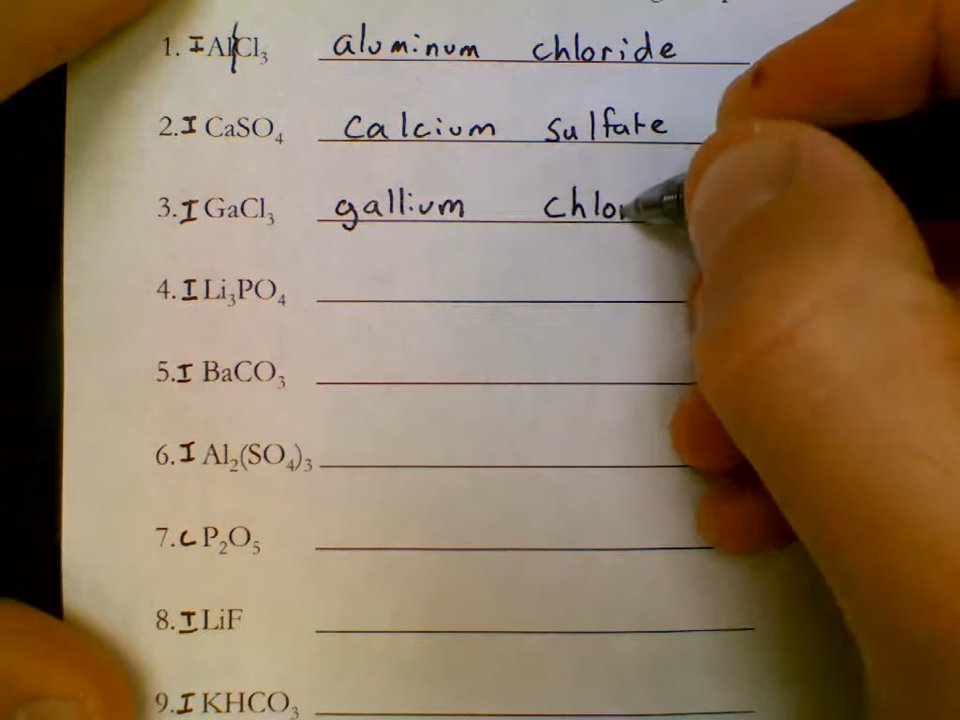 1. I AlCl₃ aluminum chloride
2. I CaSO₄ Calcium sulfate
3. I GaCl₃ gallium chlor
4. I Li₃PO₄
5. I BaCO₃
6. I Al₂(SO₄)₃
7. C P₂O₅
8. I LiF
9. I KHCO₃